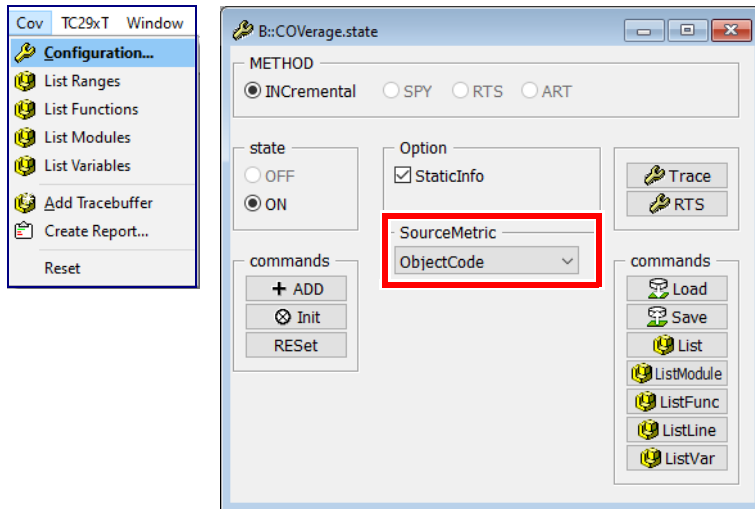 Cov TC29xT Window
Configuration...
List Ranges
List Functions
List Modules
List Variables
Add Tracebuffer
Create Report...
Reset
B::COVerage.state
METHOD
INCremental SPY RTS ART
state
OFF
ON
Option
StaticInfo
Trace
RTS
SourceMetric
ObjectCode
commands
+ ADD
Init
RESet
commands
Load
Save
List
ListModule
ListFunc
ListLine
ListVar